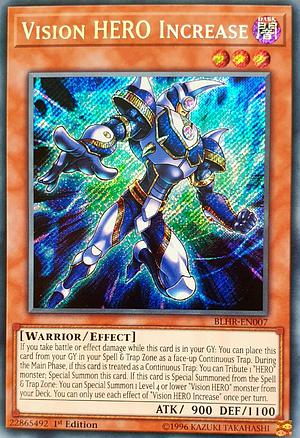 Vision HERO Increase
DARK
闇
BLHR-EN007
[WARRIOR/EFFECT]
If you take battle or effect damage while this card is in your GY: You can place this
card from your GY in your Spell & Trap Zone as a face-up Continuous Trap. During
the Main Phase, if this card is treated as a Continuous Trap: You can Tribute 1 "HERO"
monster; Special Summon this card. If this card is Special Summoned from the Spell
& Trap Zone: You can Special Summon 1 Level 4 or lower "Vision HERO" monster from
your Deck. You can only use each effect of "Vision HERO Increase" once per turn.
ATK/ 900 DEF/1100
22865492 1st Edition
©1996 KAZUKI TAKAHASHI